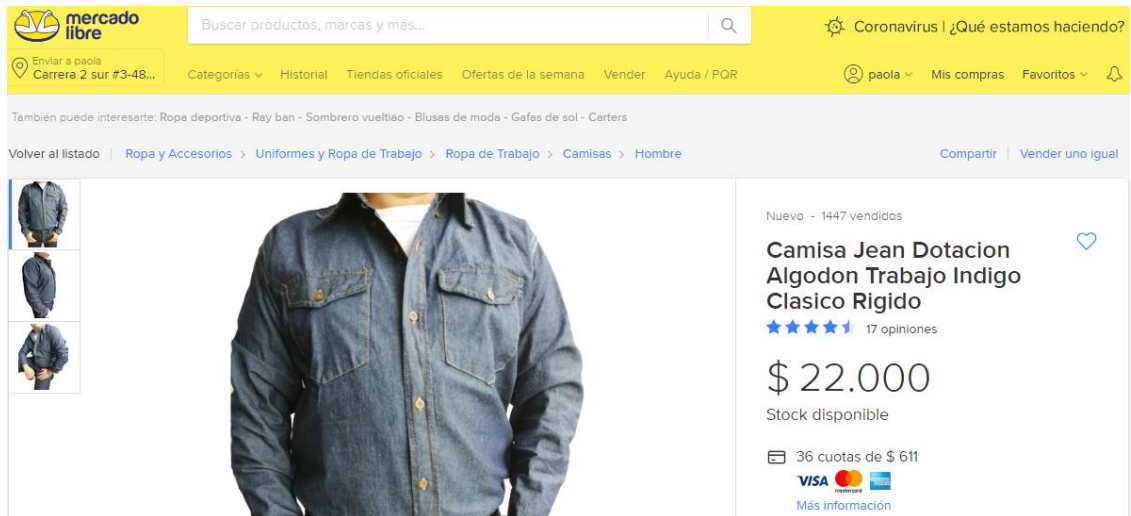 mercado
libre
Buscar productos, marcas y más...
Coronavirus | ¿Qué estamos haciendo?
Enviar a paola
Carrera 2 sur #3-48...
Categorías Historial Tiendas oficiales Ofertas de la semana Vender Ayuda / PQR
paola Mis compras Favoritos
También puede interesarte: Ropa deportiva - Ray ban - Sombrero vueltiao - Blusas de moda - Gafas de sol - Carters
Volver al listado | Ropa y Accesorios > Uniformes y Ropa de Trabajo > Ropa de Trabajo > Camisas > Hombre
Compartir | Vender uno igual
Nuevo - 1447 vendidos
Camisa Jean Dotacion
Algodon Trabajo Indigo
Clasico Rigido
17 opiniones
$ 22.000
Stock disponible
36 cuotas de $ 611
VISA mastercard
Más información